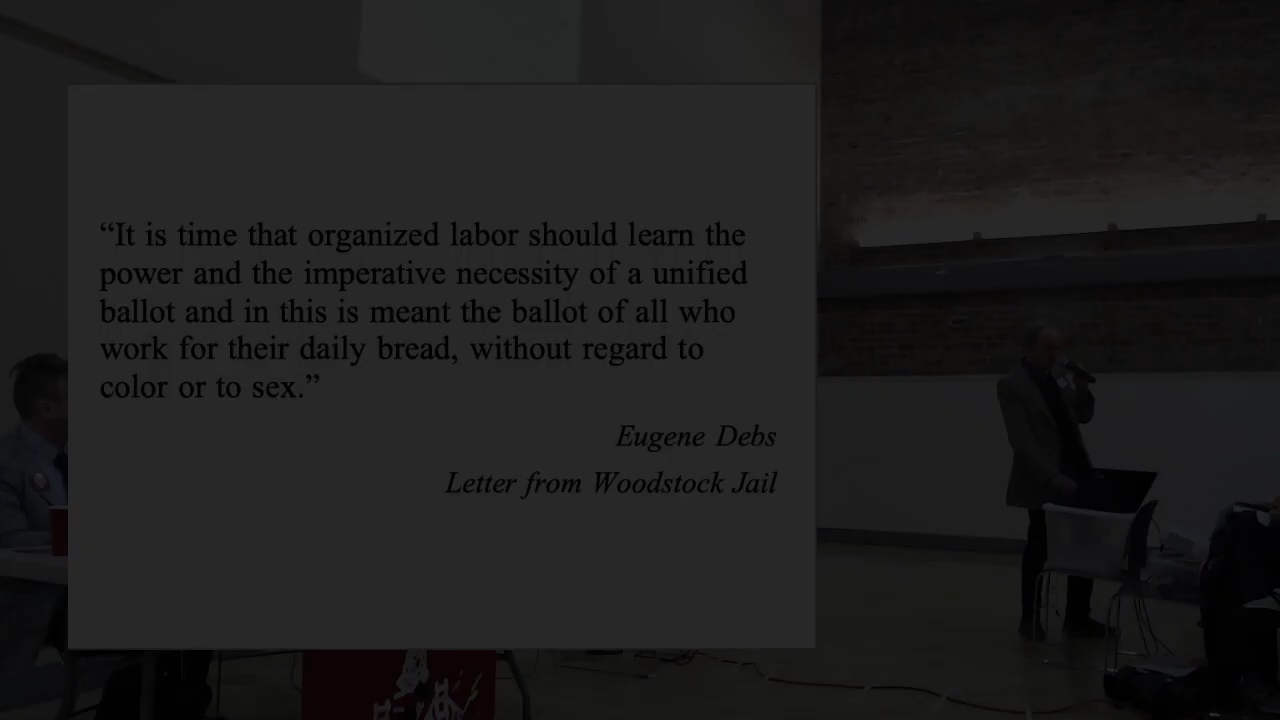 “It is time that organized labor should learn the
power and the imperative necessity of a unified
ballot and in this is meant the ballot of all who
work for their daily bread, without regard to
color or to sex.”
Eugene Debs
Letter from Woodstock Jail